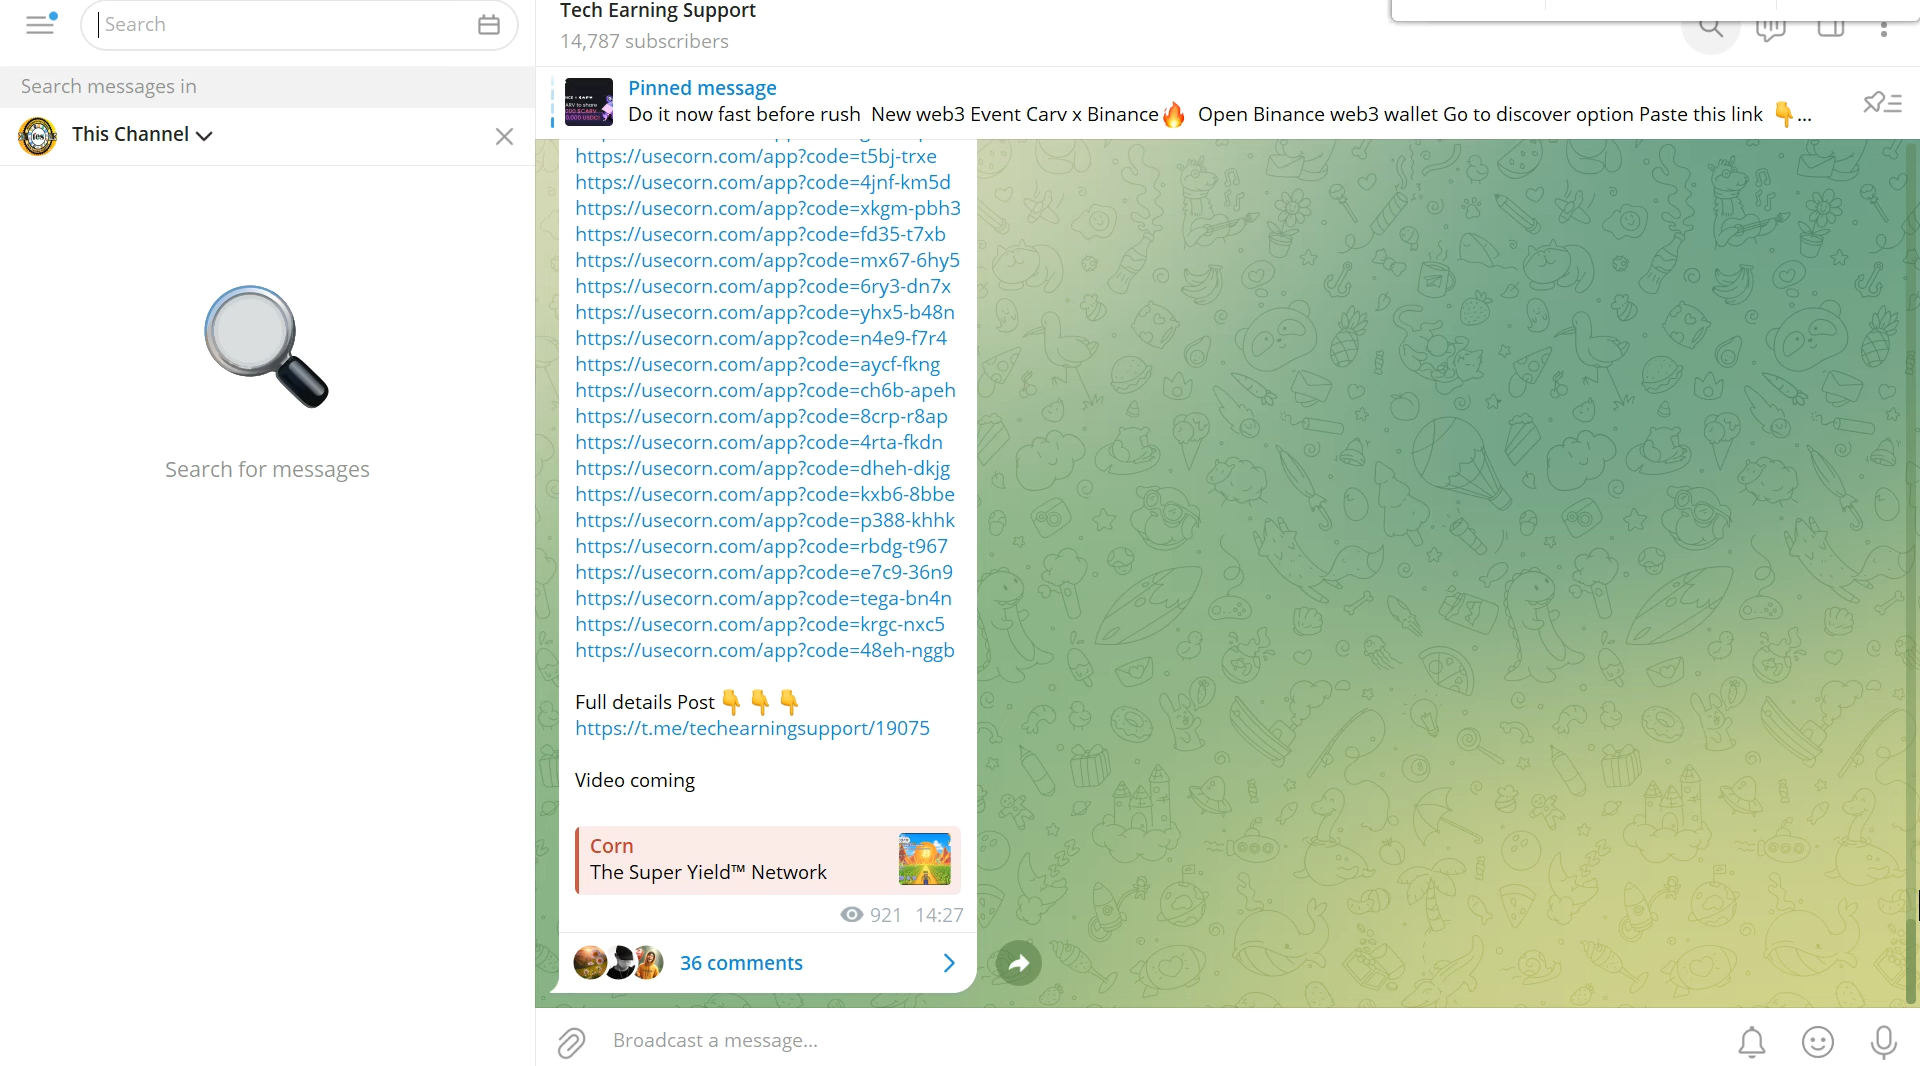 Search
Search messages in
This Channel
Search for messages
Tech Earning Support
14,787 subscribers
Pinned message
Do it now fast before rush New web3 Event Carv x Binance🔥 Open Binance web3 wallet Go to discover option Paste this link 👇...
https://usecorn.com/app?code=t5bj-trxe
https://usecorn.com/app?code=4jnf-km5d
https://usecorn.com/app?code=xkgm-pbh3
https://usecorn.com/app?code=fd35-t7xb
https://usecorn.com/app?code=mx67-6hy5
https://usecorn.com/app?code=6ry3-dn7x
https://usecorn.com/app?code=yhx5-b48n
https://usecorn.com/app?code=n4e9-f7r4
https://usecorn.com/app?code=aycf-fkng
https://usecorn.com/app?code=ch6b-apeh
https://usecorn.com/app?code=8crp-r8ap
https://usecorn.com/app?code=4rta-fkdn
https://usecorn.com/app?code=dheh-dkjg
https://usecorn.com/app?code=kxb6-8bbe
https://usecorn.com/app?code=p388-khhk
https://usecorn.com/app?code=rbdg-t967
https://usecorn.com/app?code=e7c9-36n9
https://usecorn.com/app?code=tega-bn4n
https://usecorn.com/app?code=krgc-nxc5
https://usecorn.com/app?code=48eh-nggb
Full details Post 👇👇👇
https://t.me/techearningsupport/19075
Video coming
Corn
The Super Yield™ Network
921 14:27
36 comments
Broadcast a message...